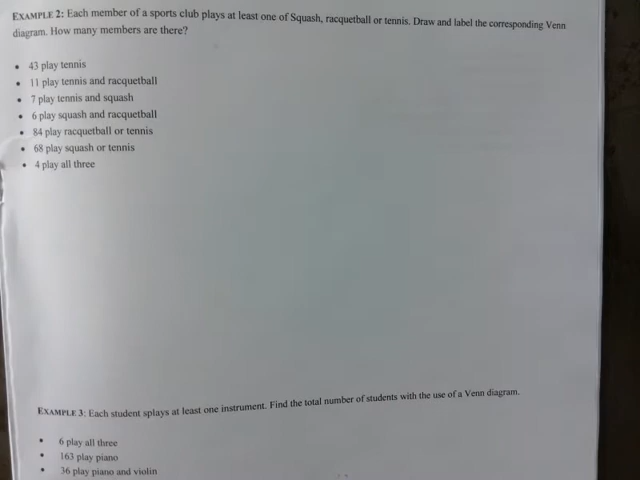 EXAMPLE 2: Each member of a sports club plays at least one of Squash, racquetball or tennis. Draw and label the corresponding Venn
diagram. How many members are there?
• 43 play tennis
• 11 play tennis and racquetball
• 7 play tennis and squash
• 6 play squash and racquetball
• 84 play racquetball or tennis
• 68 play squash or tennis
• 4 play all three
EXAMPLE 3: Each student splays at least one instrument. Find the total number of students with the use of a Venn diagram.
• 6 play all three
• 163 play piano
• 36 play piano and violin